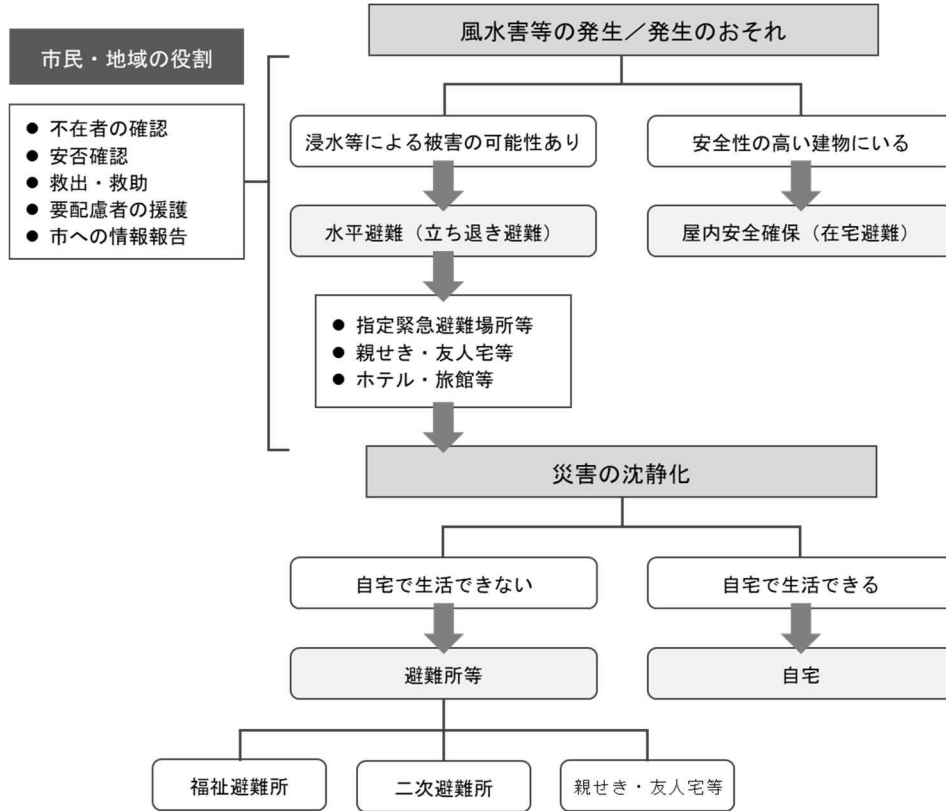 風水害等の発生／発生のおそれ
市民・地域の役割
● 不在者の確認
● 安否確認
● 救出・救助
● 要配慮者の援護
● 市への情報報告
浸水等による被害の可能性あり
安全性の高い建物にいる
水平避難（立ち退き避難）
屋内安全確保（在宅避難）
● 指定緊急避難場所等
● 親せき・友人宅等
● ホテル・旅館等
災害の沈静化
自宅で生活できない
自宅で生活できる
避難所等
自宅
福祉避難所
二次避難所
親せき・友人宅等